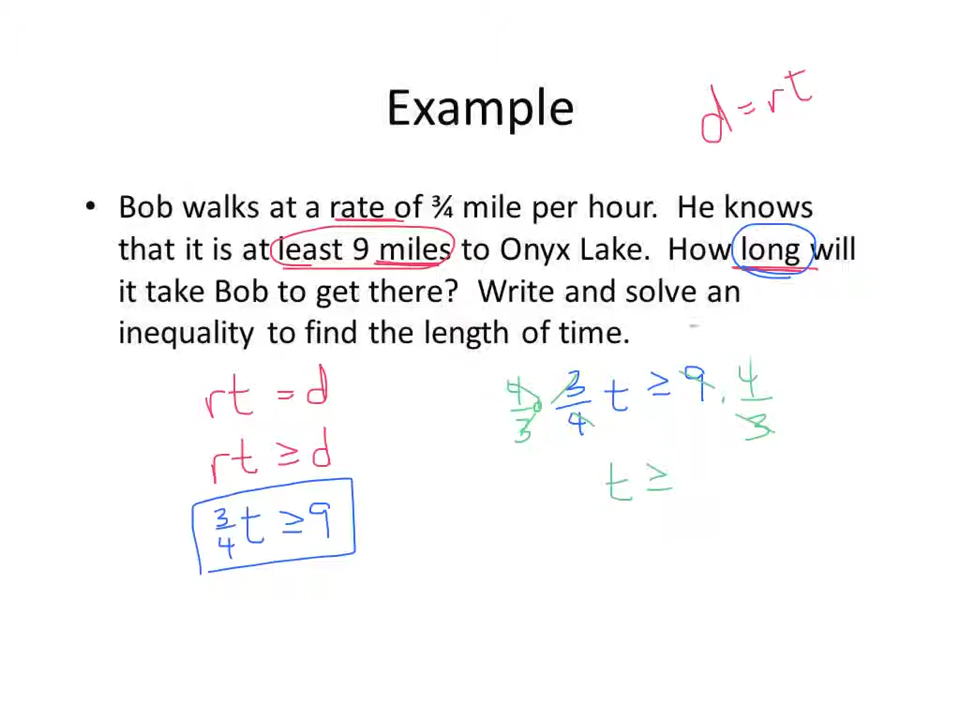 Example
d = rt
• Bob walks at a rate of ¾ mile per hour. He knows
that it is at least 9 miles to Onyx Lake. How long will
it take Bob to get there? Write and solve an
inequality to find the length of time.
rt = d
rt ≥ d
3/4 t ≥ 9
4/3 · 3/4 t ≥ 9 · 4/3
t ≥